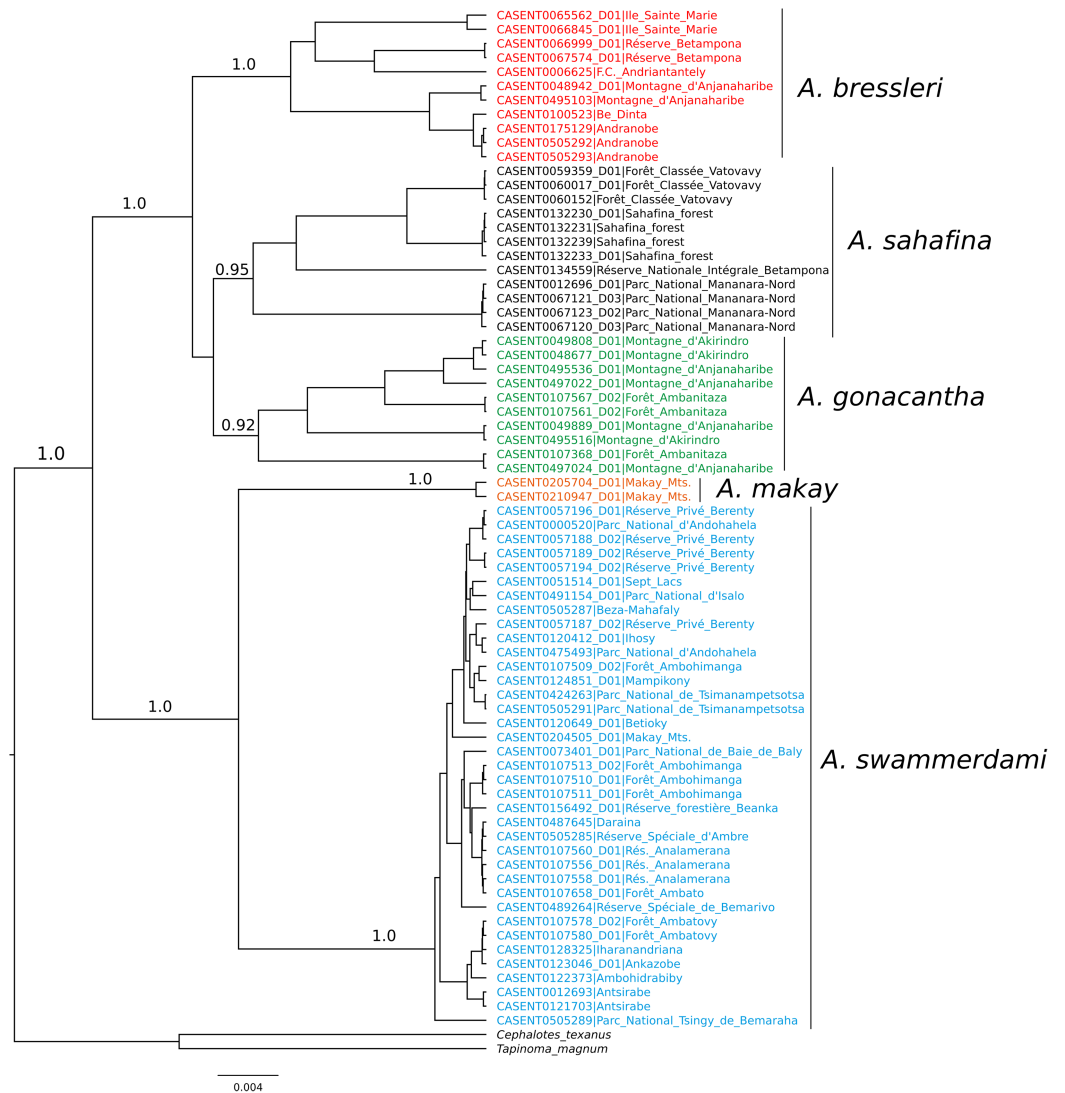 CASENT0065562_D01|Ile_Sainte_Marie
CASENT0066845_D01|Ile_Sainte_Marie
CASENT0066999_D01|Réserve_Betampona
CASENT0067574_D01|Réserve_Betampona
CASENT0006625|F.C._Andriantantely
CASENT0048942_D01|Montagne_d'Anjanaharibe
CASENT0495103|Montagne_d'Anjanaharibe
CASENT0100523|Be_Dinta
CASENT0175129|Andranobe
CASENT0505292|Andranobe
CASENT0505293|Andranobe
1.0
A. bressleri
CASENT0059359_D01|Forêt_Classée_Vatovavy
CASENT0060017_D01|Forêt_Classée_Vatovavy
CASENT0060152|Forêt_Classée_Vatovavy
CASENT0132230_D01|Sahafina_forest
CASENT0132231|Sahafina_forest
CASENT0132239|Sahafina_forest
CASENT0132233_D01|Sahafina_forest
CASENT0134559|Réserve_Nationale_Intégrale_Betampona
CASENT0012696_D01|Parc_National_Mananara-Nord
CASENT0067121_D03|Parc_National_Mananara-Nord
CASENT0067123_D02|Parc_National_Mananara-Nord
CASENT0067120_D03|Parc_National_Mananara-Nord
1.0
0.95
A. sahafina
CASENT0049808_D01|Montagne_d'Akirindro
CASENT0048677_D01|Montagne_d'Akirindro
CASENT0495536_D01|Montagne_d'Anjanaharibe
CASENT0497022_D01|Montagne_d'Anjanaharibe
CASENT0107567_D02|Forêt_Ambanitaza
CASENT0107561_D02|Forêt_Ambanitaza
CASENT0049889_D01|Montagne_d'Anjanaharibe
CASENT0495516|Montagne_d'Akirindro
CASENT0107368_D01|Forêt_Ambanitaza
CASENT0497024_D01|Montagne_d'Anjanaharibe
0.92
A. gonacantha
1.0
1.0
CASENT0205704_D01|Makay_Mts.
CASENT0210947_D01|Makay_Mts.
A. makay
CASENT0057196_D01|Réserve_Privé_Berenty
CASENT0000520|Parc_National_d'Andohahela
CASENT0057188_D02|Réserve_Privé_Berenty
CASENT0057189_D02|Réserve_Privé_Berenty
CASENT0057194_D02|Réserve_Privé_Berenty
CASENT0051514_D01|Sept_Lacs
CASENT0491154_D01|Parc_National_d'Isalo
CASENT0505287|Beza-Mahafaly
CASENT0057187_D02|Réserve_Privé_Berenty
CASENT0120412_D01|Ihosy
CASENT0475493|Parc_National_d'Andohahela
CASENT0107509_D02|Forêt_Ambohimanga
CASENT0124851_D01|Mampikony
CASENT0424263|Parc_National_de_Tsimanampetsotsa
CASENT0505291|Parc_National_de_Tsimanampetsotsa
CASENT0120649_D01|Betioky
CASENT0204505_D01|Makay_Mts.
CASENT0073401_D01|Parc_National_de_Baie_de_Baly
CASENT0107513_D02|Forêt_Ambohimanga
CASENT0107510_D01|Forêt_Ambohimanga
CASENT0107511_D01|Forêt_Ambohimanga
CASENT0156492_D01|Réserve_forestière_Beanka
CASENT0487645|Daraina
CASENT0505285|Réserve_Spéciale_d'Ambre
CASENT0107560_D01|Rés._Analamerana
CASENT0107556_D01|Rés._Analamerana
CASENT0107558_D01|Rés._Analamerana
CASENT0107658_D01|Forêt_Ambato
CASENT0489264|Réserve_Spéciale_de_Bemarivo
CASENT0107578_D02|Forêt_Ambatovy
CASENT0107580_D01|Forêt_Ambatovy
CASENT0128325|Iharanandriana
CASENT0123046_D01|Ankazobe
CASENT0122373|Ambohidrabiby
CASENT0012693|Antsirabe
CASENT0121703|Antsirabe
CASENT0505289|Parc_National_Tsingy_de_Bemaraha
1.0
1.0
A. swammerdami
Cephalotes_texanus
Tapinoma_magnum
0.004